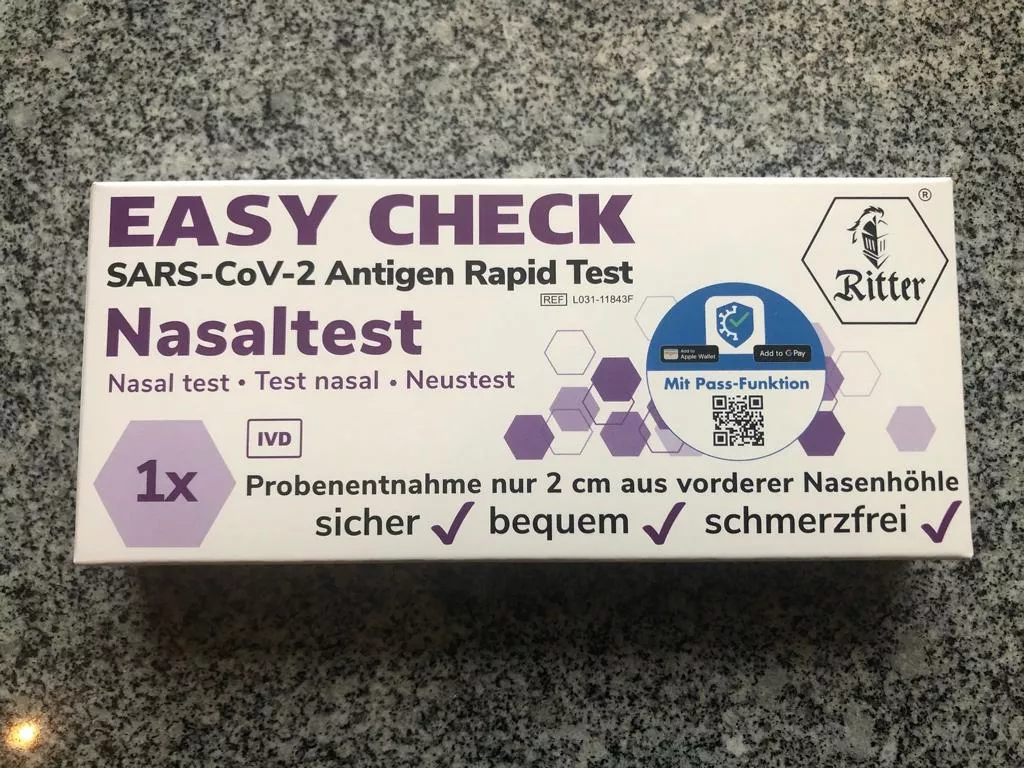 EASY CHECK
SARS-CoV-2 Antigen Rapid Test
REF L031-11843F
Nasaltest
Nasal test • Test nasal • Neustest
®
Ritter
Add to
Apple Wallet
Add to G Pay
Mit Pass-Funktion
1x
IVD
Probenentnahme nur 2 cm aus vorderer Nasenhöhle
sicher ✓ bequem ✓ schmerzfrei ✓